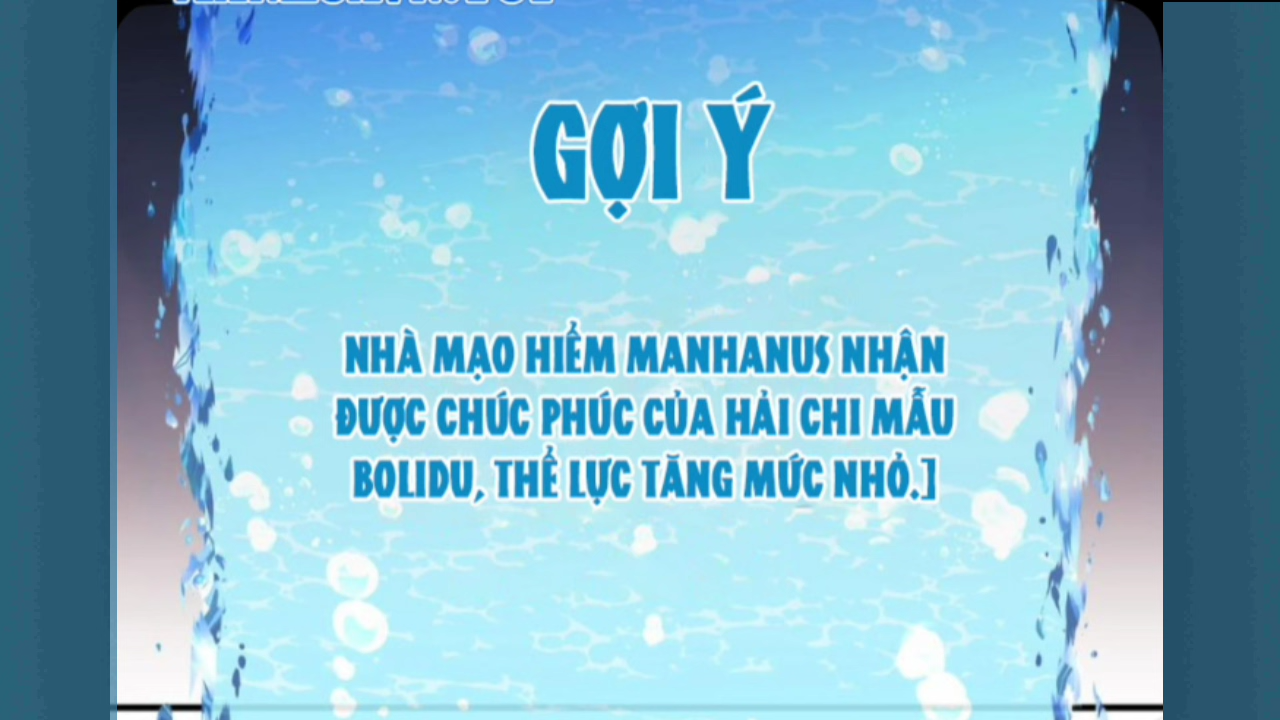 GỢI Ý
NHÀ MẠO HIỂM MANHANUS NHẬN
ĐƯỢC CHÚC PHÚC CỦA HẢI CHI MẪU
BOLIDU, THỂ LỰC TĂNG MỨC NHỎ.]